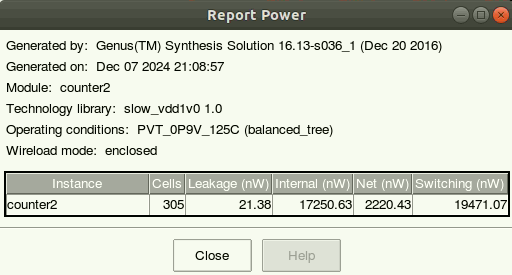 Report Power
Generated by: Genus(TM) Synthesis Solution 16.13-s036_1 (Dec 20 2016)
Generated on: Dec 07 2024 21:08:57
Module: counter2
Technology library: slow_vdd1v0 1.0
Operating conditions: PVT_0P9V_125C (balanced_tree)
Wireload mode: enclosed
Instance Cells Leakage (nW) Internal (nW) Net (nW) Switching (nW)
counter2 305 21.38 17250.63 2220.43 19471.07
Close Help